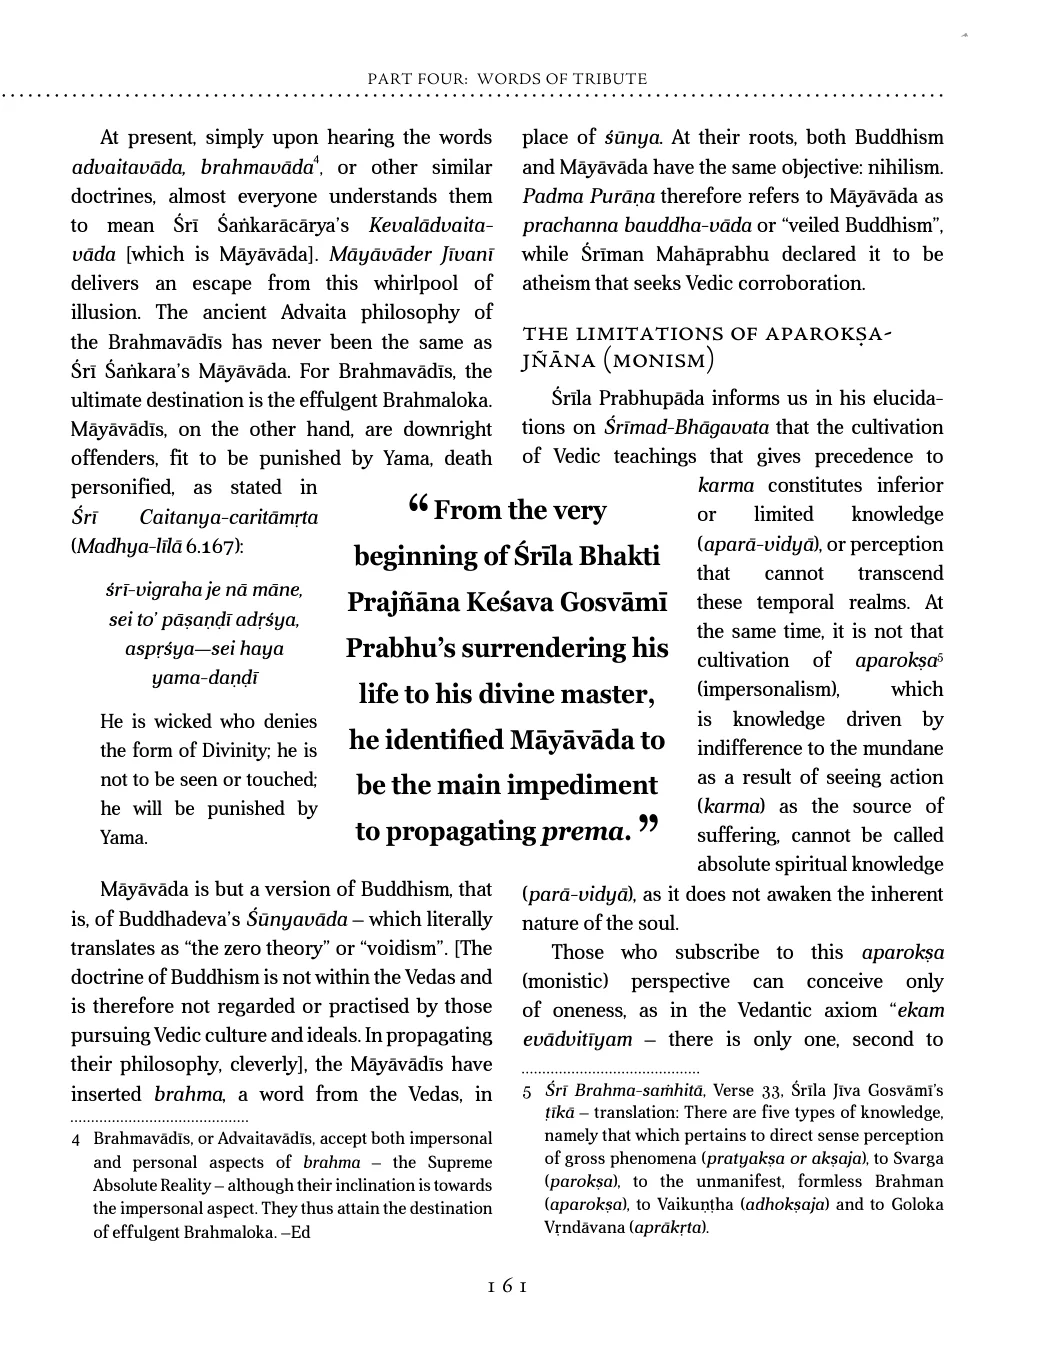 PART FOUR: WORDS OF TRIBUTE
At present, simply upon hearing the words
advaitavāda, brahmavāda4, or other similar
doctrines, almost everyone understands them
to mean Śrī Śaṅkarācārya’s Kevalādvaita-
vāda [which is Māyāvāda]. Māyāvāder Jīvanī
delivers an escape from this whirlpool of
illusion. The ancient Advaita philosophy of
the Brahmavādīs has never been the same as
Śrī Śaṅkara’s Māyāvāda. For Brahmavādīs, the
ultimate destination is the effulgent Brahmaloka.
Māyāvādīs, on the other hand, are downright
offenders, fit to be punished by Yama, death
personified, as stated in
Śrī Caitanya-caritāmṛta
(Madhya-līlā 6.167):
śrī-vigraha je nā māne,
sei to’ pāṣaṇḍī adṛśya,
aspṛśya—sei haya
yama-daṇḍī
He is wicked who denies
the form of Divinity; he is
not to be seen or touched;
he will be punished by
Yama.
Māyāvāda is but a version of Buddhism, that
is, of Buddhadeva’s Śūnyavāda – which literally
translates as “the zero theory” or “voidism”. [The
doctrine of Buddhism is not within the Vedas and
is therefore not regarded or practised by those
pursuing Vedic culture and ideals. In propagating
their philosophy, cleverly], the Māyāvādīs have
inserted brahma, a word from the Vedas, in
4 Brahmavādīs, or Advaitavādīs, accept both impersonal
and personal aspects of brahma – the Supreme
Absolute Reality – although their inclination is towards
the impersonal aspect. They thus attain the destination
of effulgent Brahmaloka. –Ed
“ From the very
beginning of Śrīla Bhakti
Prajñāna Keśava Gosvāmī
Prabhu’s surrendering his
life to his divine master,
he identified Māyāvāda to
be the main impediment
to propagating prema. ”
place of śūnya. At their roots, both Buddhism
and Māyāvāda have the same objective: nihilism.
Padma Purāṇa therefore refers to Māyāvāda as
prachanna bauddha-vāda or “veiled Buddhism”,
while Śrīman Mahāprabhu declared it to be
atheism that seeks Vedic corroboration.
THE LIMITATIONS OF APAROKṢA-
JÑĀNA (MONISM)
Śrīla Prabhupāda informs us in his elucida-
tions on Śrīmad-Bhāgavata that the cultivation
of Vedic teachings that gives precedence to
karma constitutes inferior
or limited knowledge
(aparā-vidyā), or perception
that cannot transcend
these temporal realms. At
the same time, it is not that
cultivation of aparokṣa5
(impersonalism), which
is knowledge driven by
indifference to the mundane
as a result of seeing action
(karma) as the source of
suffering, cannot be called
absolute spiritual knowledge
(parā-vidyā), as it does not awaken the inherent
nature of the soul.
Those who subscribe to this aparokṣa
(monistic) perspective can conceive only
of oneness, as in the Vedantic axiom “ekam
evādvitīyam – there is only one, second to
5 Śrī Brahma-saṁhitā, Verse 33, Śrīla Jīva Gosvāmī’s
ṭīkā – translation: There are five types of knowledge,
namely that which pertains to direct sense perception
of gross phenomena (pratyakṣa or akṣaja), to Svarga
(parokṣa), to the unmanifest, formless Brahman
(aparokṣa), to Vaikuṇṭha (adhokṣaja) and to Goloka
Vṛndāvana (aprākṛta).
161